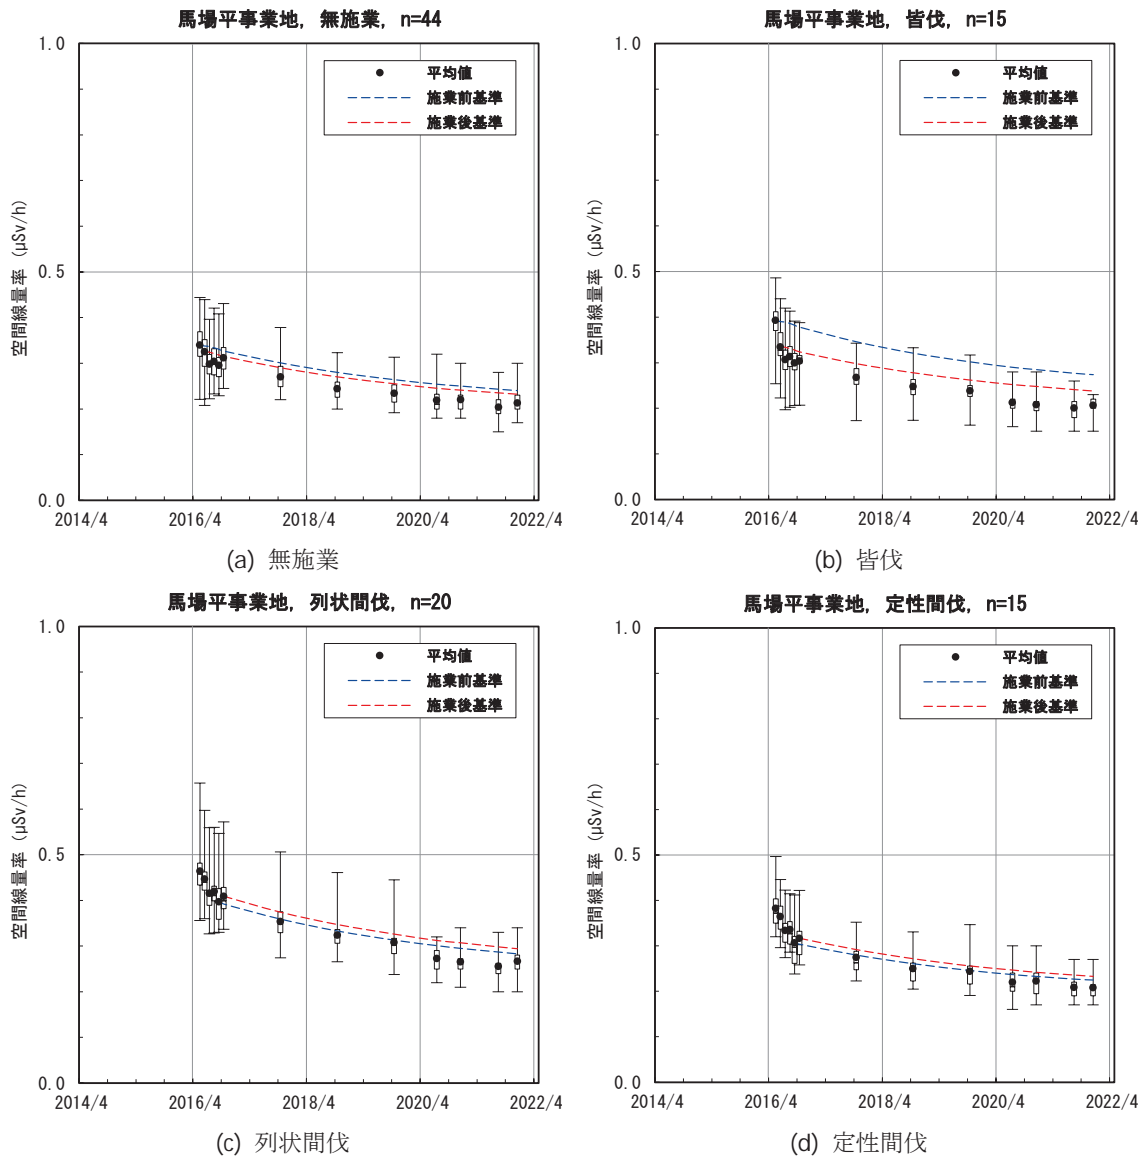 馬場平事業地, 無施業, n=44
1.0
平均値
施業前基準
施業後基準
空間線量率 (μSv/h)
0.5
0.0
2014/4 2016/4 2018/4 2020/4 2022/4
(a) 無施業
馬場平事業地, 皆伐, n=15
1.0
平均値
施業前基準
施業後基準
空間線量率 (μSv/h)
0.5
0.0
2014/4 2016/4 2018/4 2020/4 2022/4
(b) 皆伐
馬場平事業地, 列状間伐, n=20
1.0
平均値
施業前基準
施業後基準
空間線量率 (μSv/h)
0.5
0.0
2014/4 2016/4 2018/4 2020/4 2022/4
(c) 列状間伐
馬場平事業地, 定性間伐, n=15
1.0
平均値
施業前基準
施業後基準
空間線量率 (μSv/h)
0.5
0.0
2014/4 2016/4 2018/4 2020/4 2022/4
(d) 定性間伐